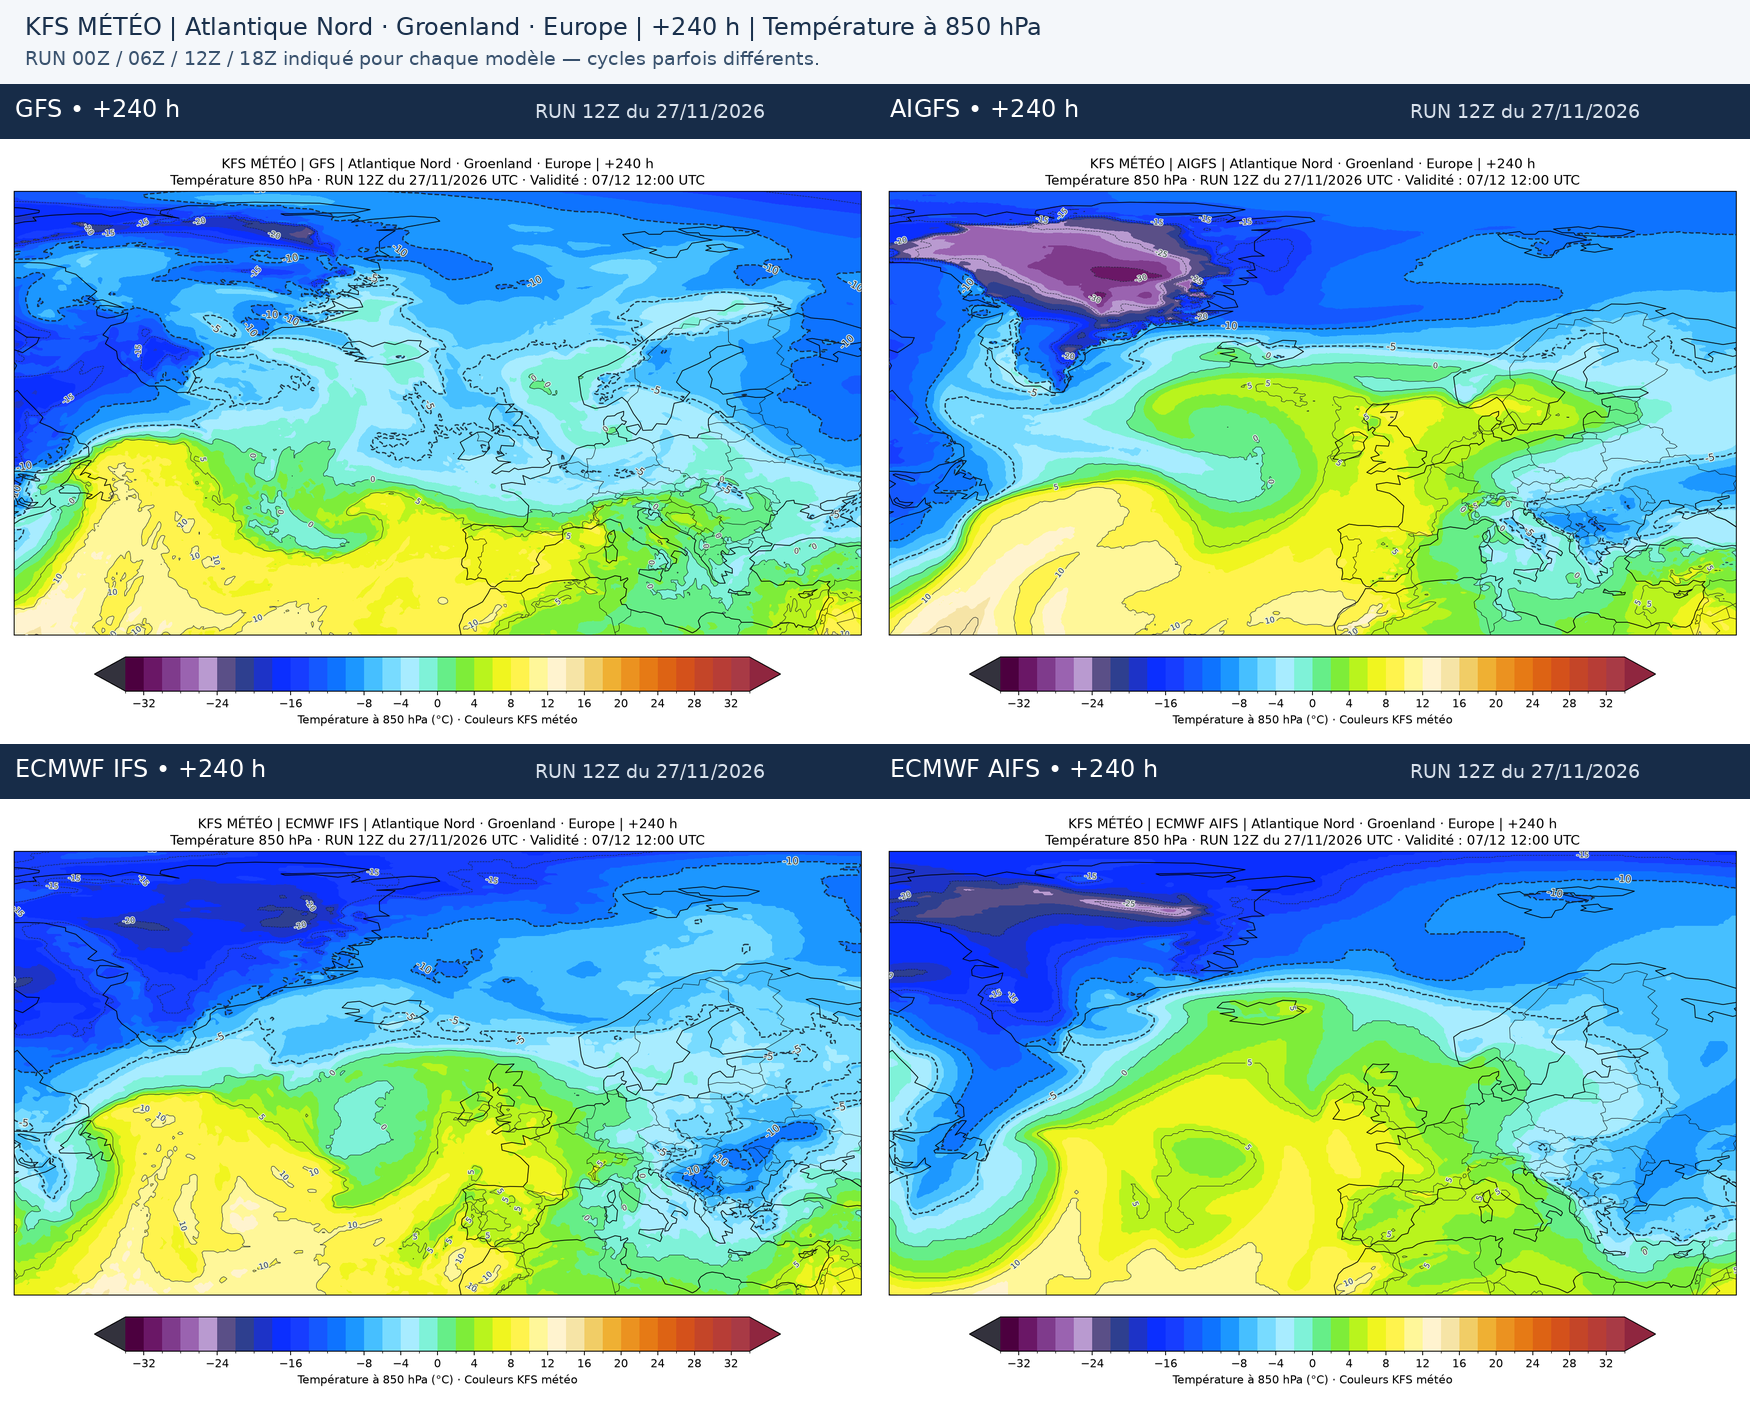 KFS MÉTÉO | Atlantique Nord · Groenland · Europe | +240 h | Température à 850 hPa
RUN 00Z / 06Z / 12Z / 18Z indiqué pour chaque modèle — cycles parfois différents.
GFS • +240 h
RUN 12Z du 27/11/2026
AIGFS • +240 h
RUN 12Z du 27/11/2026
KFS MÉTÉO | GFS | Atlantique Nord · Groenland · Europe | +240 h
Température 850 hPa · RUN 12Z du 27/11/2026 UTC · Validité : 07/12 12:00 UTC
KFS MÉTÉO | AIGFS | Atlantique Nord · Groenland · Europe | +240 h
Température 850 hPa · RUN 12Z du 27/11/2026 UTC · Validité : 07/12 12:00 UTC
−32 −24 −16 −8 −4 0 4 8 12 16 20 24 28 32
Température à 850 hPa (°C) · Couleurs KFS météo
−32 −24 −16 −8 −4 0 4 8 12 16 20 24 28 32
Température à 850 hPa (°C) · Couleurs KFS météo
ECMWF IFS • +240 h
RUN 12Z du 27/11/2026
ECMWF AIFS • +240 h
RUN 12Z du 27/11/2026
KFS MÉTÉO | ECMWF IFS | Atlantique Nord · Groenland · Europe | +240 h
Température 850 hPa · RUN 12Z du 27/11/2026 UTC · Validité : 07/12 12:00 UTC
KFS MÉTÉO | ECMWF AIFS | Atlantique Nord · Groenland · Europe | +240 h
Température 850 hPa · RUN 12Z du 27/11/2026 UTC · Validité : 07/12 12:00 UTC
−32 −24 −16 −8 −4 0 4 8 12 16 20 24 28 32
Température à 850 hPa (°C) · Couleurs KFS météo
−32 −24 −16 −8 −4 0 4 8 12 16 20 24 28 32
Température à 850 hPa (°C) · Couleurs KFS météo